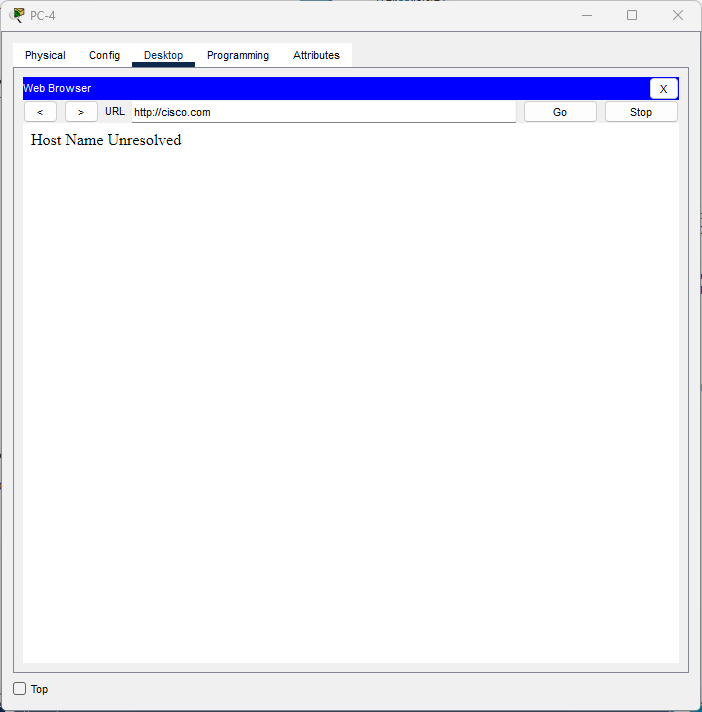 PC-4
Physical Config Desktop Programming Attributes
Web Browser X
< > URL http://cisco.com Go Stop
Host Name Unresolved
Top